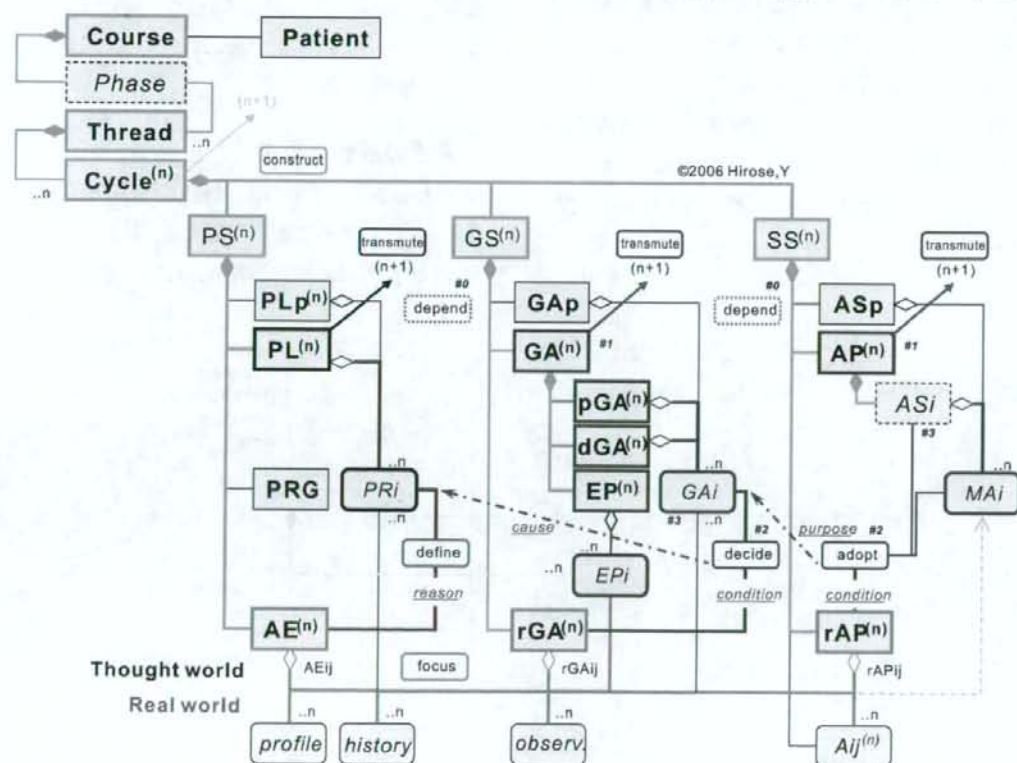 Course
Patient
Phase
(n+1)
Thread
..n
construct
Cycle(n)
..n
©2006 Hirose,Y
PS(n)
transmute
(n+1)
GS(n)
transmute
(n+1)
SS(n)
transmute
(n+1)
PLp(n)
#0
depend
GAp
#0
depend
ASp
PL(n)
GA(n)
#1
AP(n)
#1
pGA(n)
ASi
#3
dGA(n)
..n
..n
..n
PRG
PRi
EP(n)
GAi
MAi
..n
#3
..n
cause
#2
purpose
#2
define
..n
..n
EPi
decide
adopt
reason
condition
condition
AE(n)
rGA(n)
rAP(n)
Thought world
AEij
focus
rGAij
rAPij
Real world
..n
..n
..n
..n
profile
history
observ.
Aij(n)